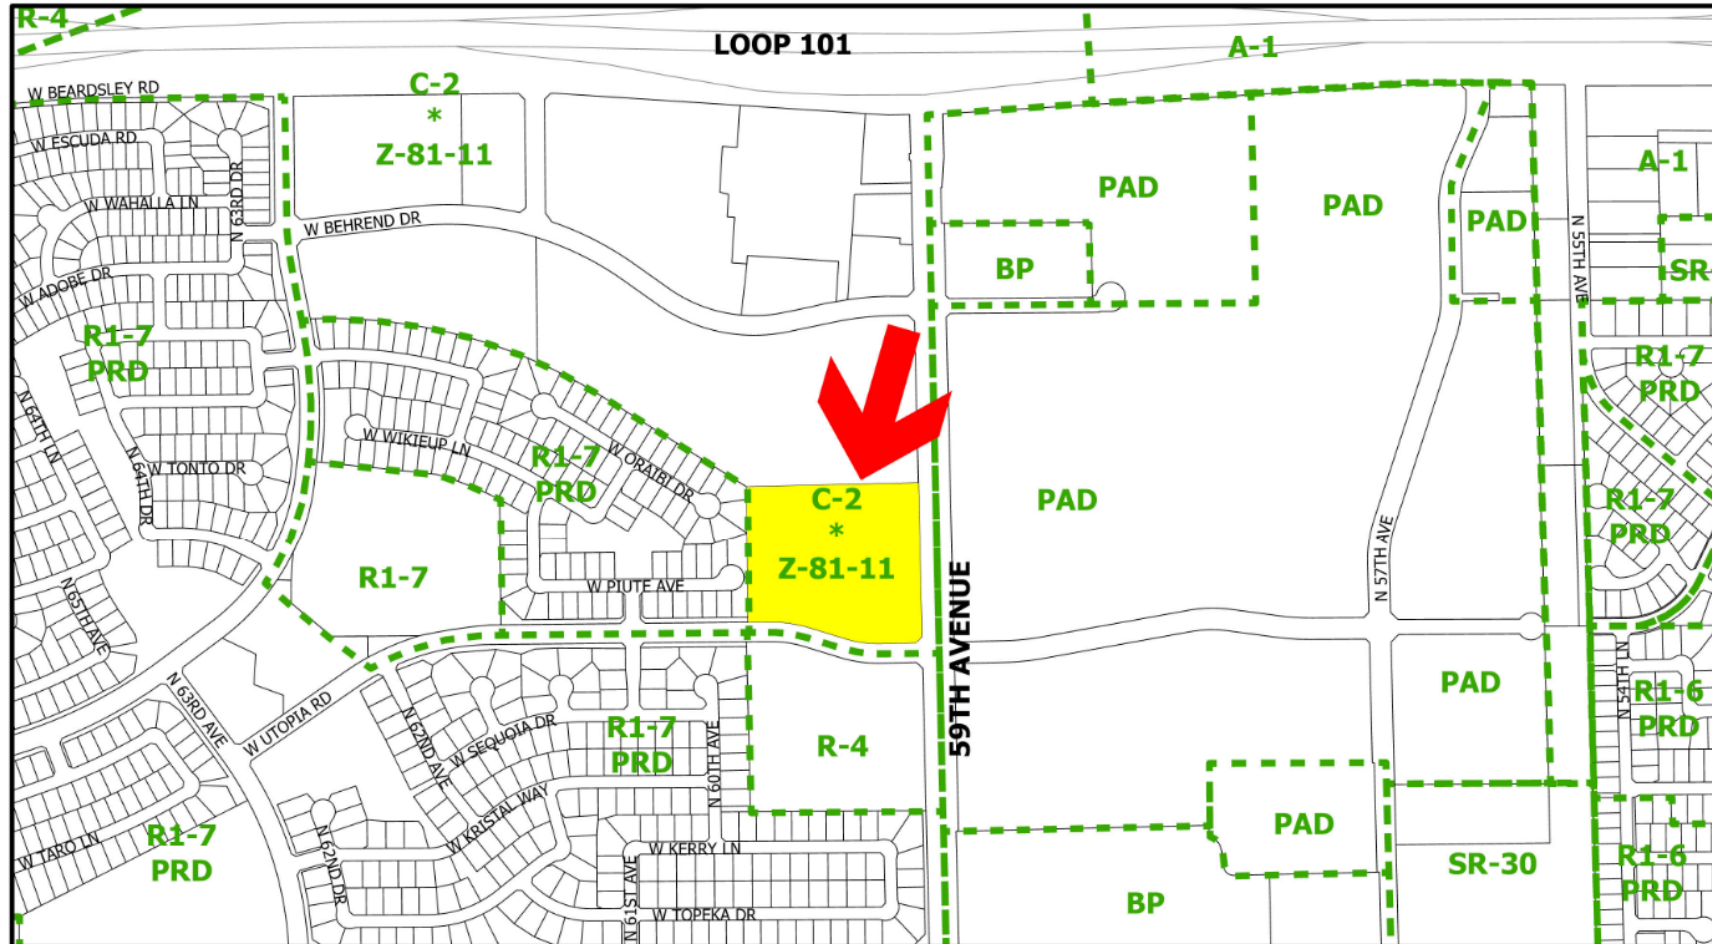 R-4
LOOP 101
A-1
W BEARDSLEY RD
C-2
*
Z-81-11
W ESCUDA RD
N 63RD DR
W WAHALLA LN
W BEHREND DR
W ADOBE DR
PAD
PAD
PAD
A-1
N 55TH AVE
BP
SR-
R1-7
PRD
R1-7
PRD
N 64TH LN
W WIKIEUP LN
W ORAIBI DR
R1-7
PRD
W TONTO DR
N 64TH DR
C-2
*
Z-81-11
PAD
R1-7
PRD
N 57TH AVE
R1-7
W PIUTE AVE
N 65TH AVE
59TH AVENUE
N 63RD AVE
W UTOPIA RD
N 62ND AVE
W SEQUOIA DR
R1-7
PRD
N 60TH AVE
R-4
PAD
N 54TH LN
R1-6
PRD
W KRISTAL WAY
W TARO LN
R1-7
PRD
N 62ND DR
W KERRY LN
N 61ST AVE
W TOPEKA DR
PAD
SR-30
R1-6
PRD
BP